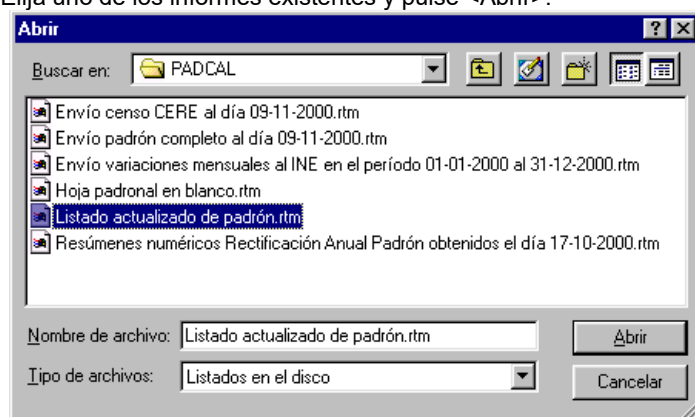 Elija uno de los informes existentes y pulse <Abrir>.
Abrir
Buscar en: PADCAL
Envío censo CERE al día 09-11-2000.rtm
Envío padrón completo al día 09-11-2000.rtm
Envío variaciones mensuales al INE en el período 01-01-2000 al 31-12-2000.rtm
Hoja padronal en blanco.rtm
Listado actualizado de padrón.rtm
Resúmenes numéricos Rectificación Anual Padrón obtenidos el día 17-10-2000.rtm
Nombre de archivo: Listado actualizado de padrón.rtm Abrir
Tipo de archivos: Listados en el disco Cancelar